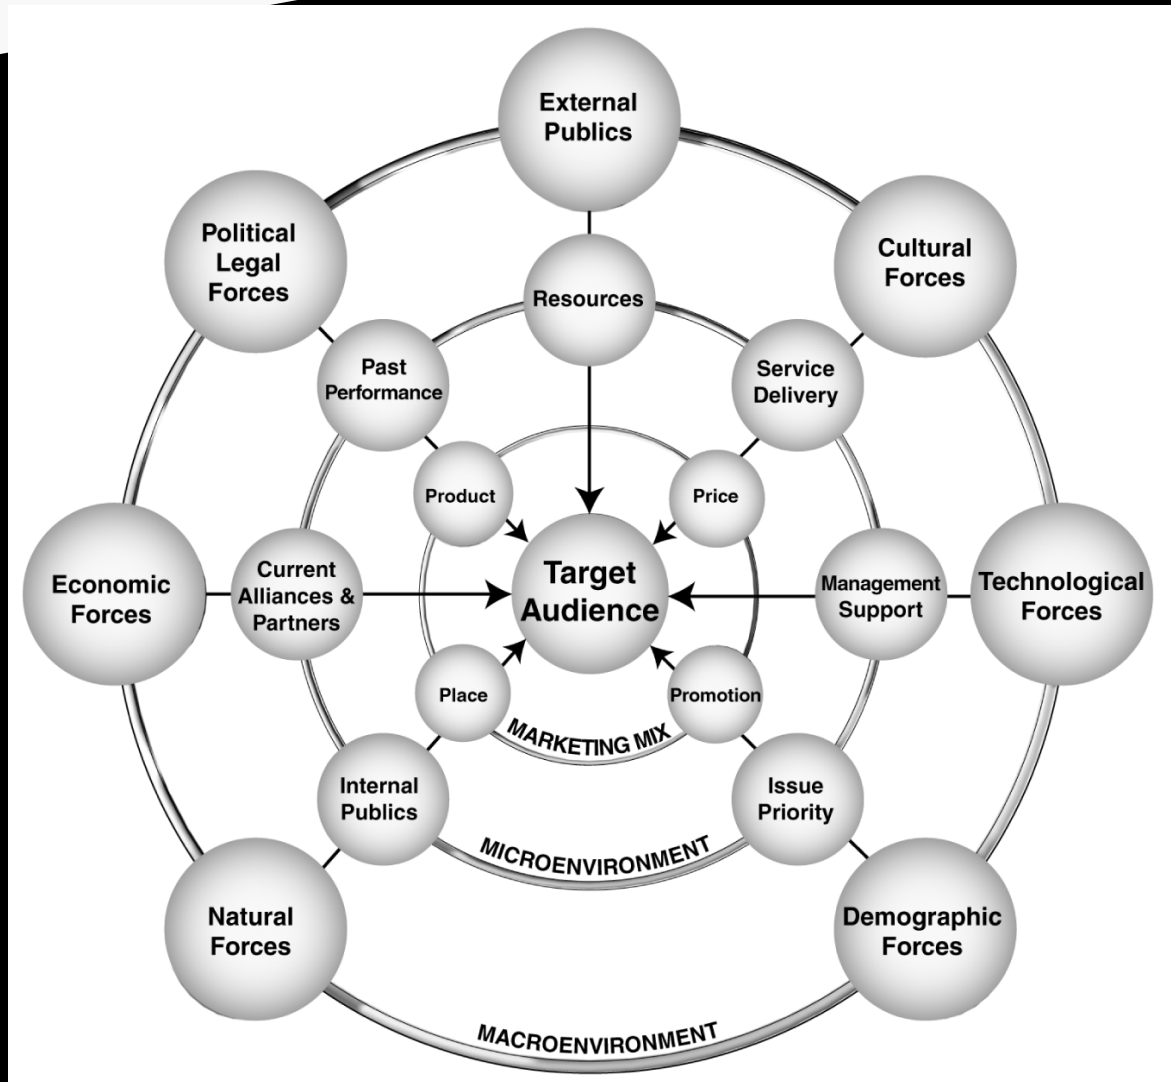 External
Publics
Political
Legal
Forces
Cultural
Forces
Resources
Past
Performance
Service
Delivery
Product
Price
Economic
Forces
Current
Alliances &
Partners
Target
Audience
Management
Support
Technological
Forces
Place
Promotion
MARKETING MIX
Internal
Publics
Issue
Priority
MICROENVIRONMENT
Natural
Forces
Demographic
Forces
MACROENVIRONMENT